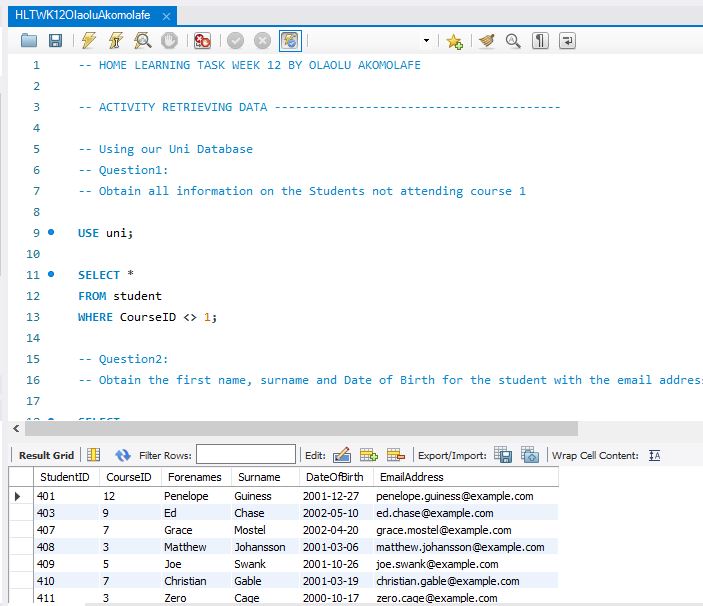 HLTWK12OlaoluAkomolafe
1 -- HOME LEARNING TASK WEEK 12 BY OLAOLU AKOMOLAFE
2
3 -- ACTIVITY RETRIEVING DATA -----------------------------------------
4
5 -- Using our Uni Database
6 -- Question1:
7 -- Obtain all information on the Students not attending course 1
8
9 USE uni;
10
11 SELECT *
12 FROM student
13 WHERE CourseID <> 1;
14
15 -- Question2:
16 -- Obtain the first name, surname and Date of Birth for the student with the email addres
17
18 SELECT
Result Grid Filter Rows: Edit: Export/Import: Wrap Cell Content: IA
StudentID CourseID Forenames Surname DateOfBirth EmailAddress
401 12 Penelope Guiness 2001-12-27 penelope.guiness@example.com
403 9 Ed Chase 2002-05-10 ed.chase@example.com
407 7 Grace Mostel 2002-04-20 grace.mostel@example.com
408 3 Matthew Johansson 2001-03-06 matthew.johansson@example.com
409 5 Joe Swank 2001-10-26 joe.swank@example.com
410 7 Christian Gable 2001-03-19 christian.gable@example.com
411 3 Zero Cage 2000-10-17 zero.cage@example.com